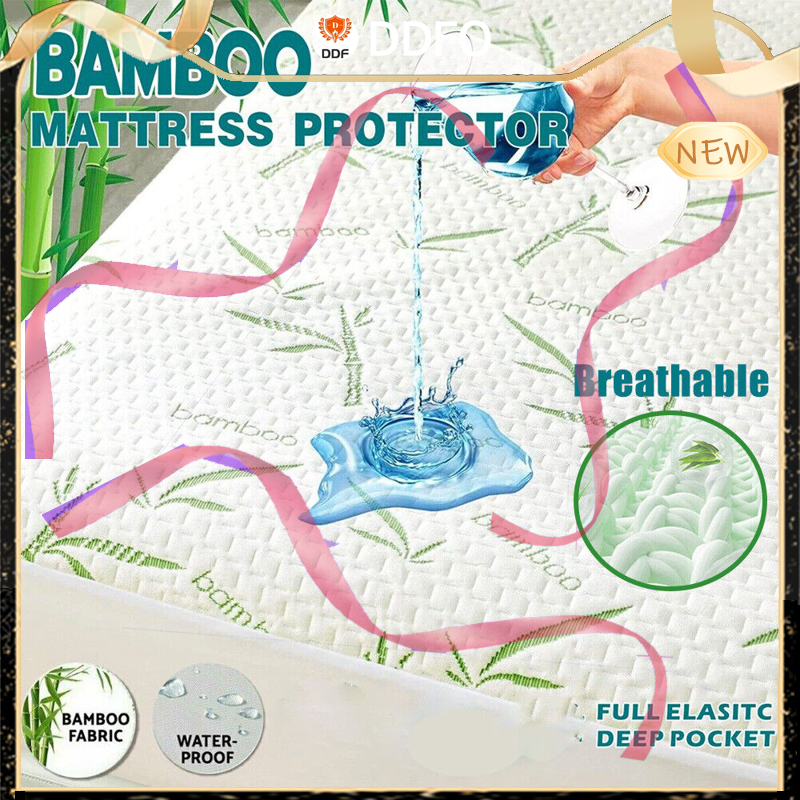 BAMBOO
DDF
DDFO
MATTRESS PROTECTOR
NEW
bamboo
bamboo
bamboo
Breathable
bamboo
bamboo
bamb
BAMBOO
FABRIC
WATER-
PROOF
FULL ELASITC
DEEP POCKET